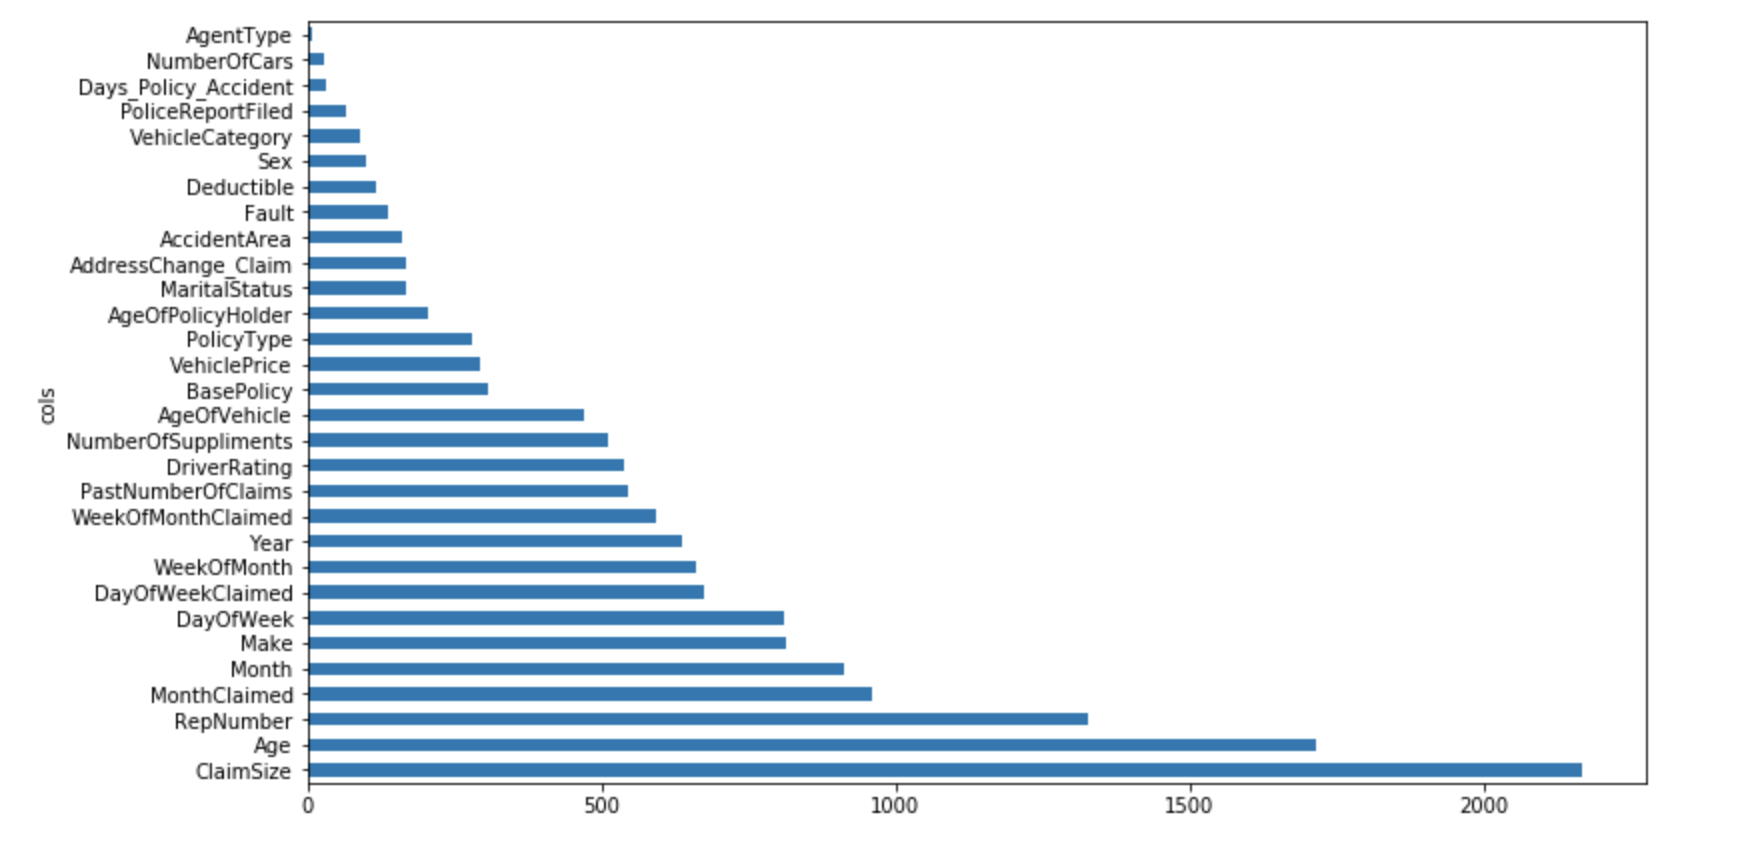 AgentType
NumberOfCars
Days_Policy_Accident
PoliceReportFiled
VehicleCategory
Sex
Deductible
Fault
AccidentArea
AddressChange_Claim
MaritalStatus
AgeOfPolicyHolder
PolicyType
VehiclePrice
BasePolicy
cols
AgeOfVehicle
NumberOfSuppliments
DriverRating
PastNumberOfClaims
WeekOfMonthClaimed
Year
WeekOfMonth
DayOfWeekClaimed
DayOfWeek
Make
Month
MonthClaimed
RepNumber
Age
ClaimSize
0 500 1000 1500 2000